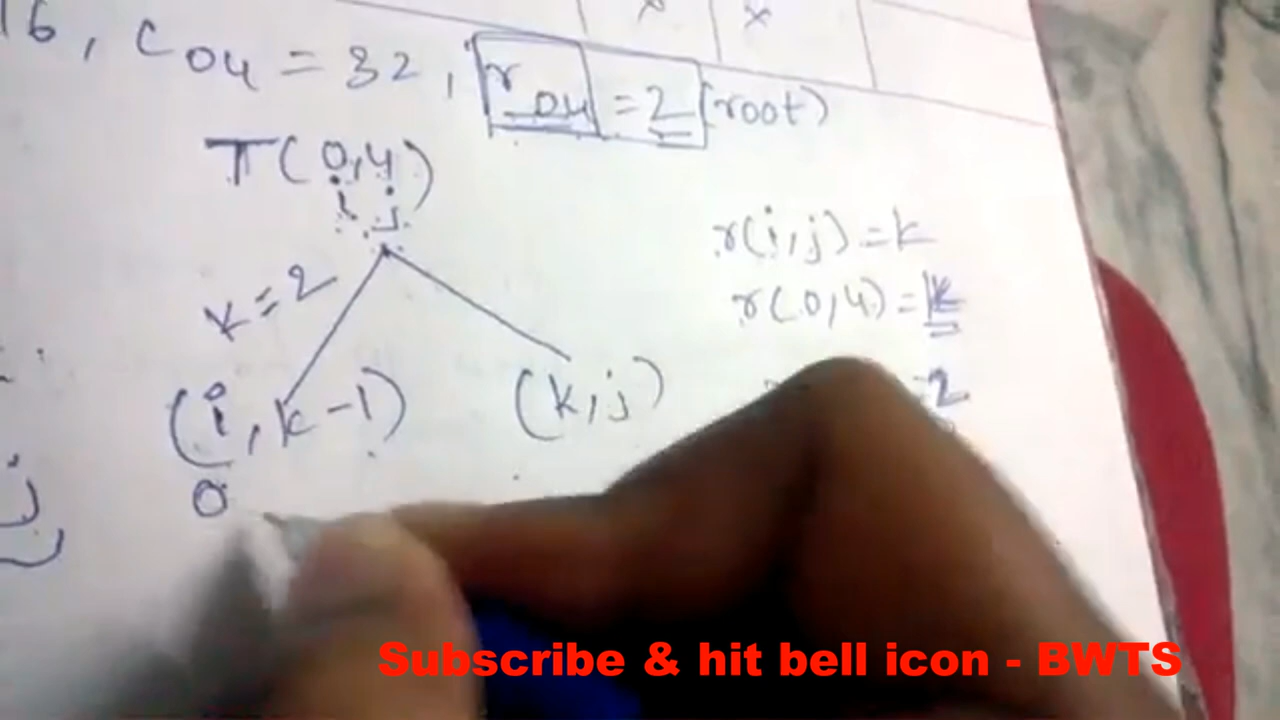 16, C04 = 32, r04 = 2 (root)
T(0,4)
i j
r(i,j) = k
k = 2
r(0,4) = k
(i, k-1) (k, j)
2
j
0
Subscribe & hit bell icon - BWTS